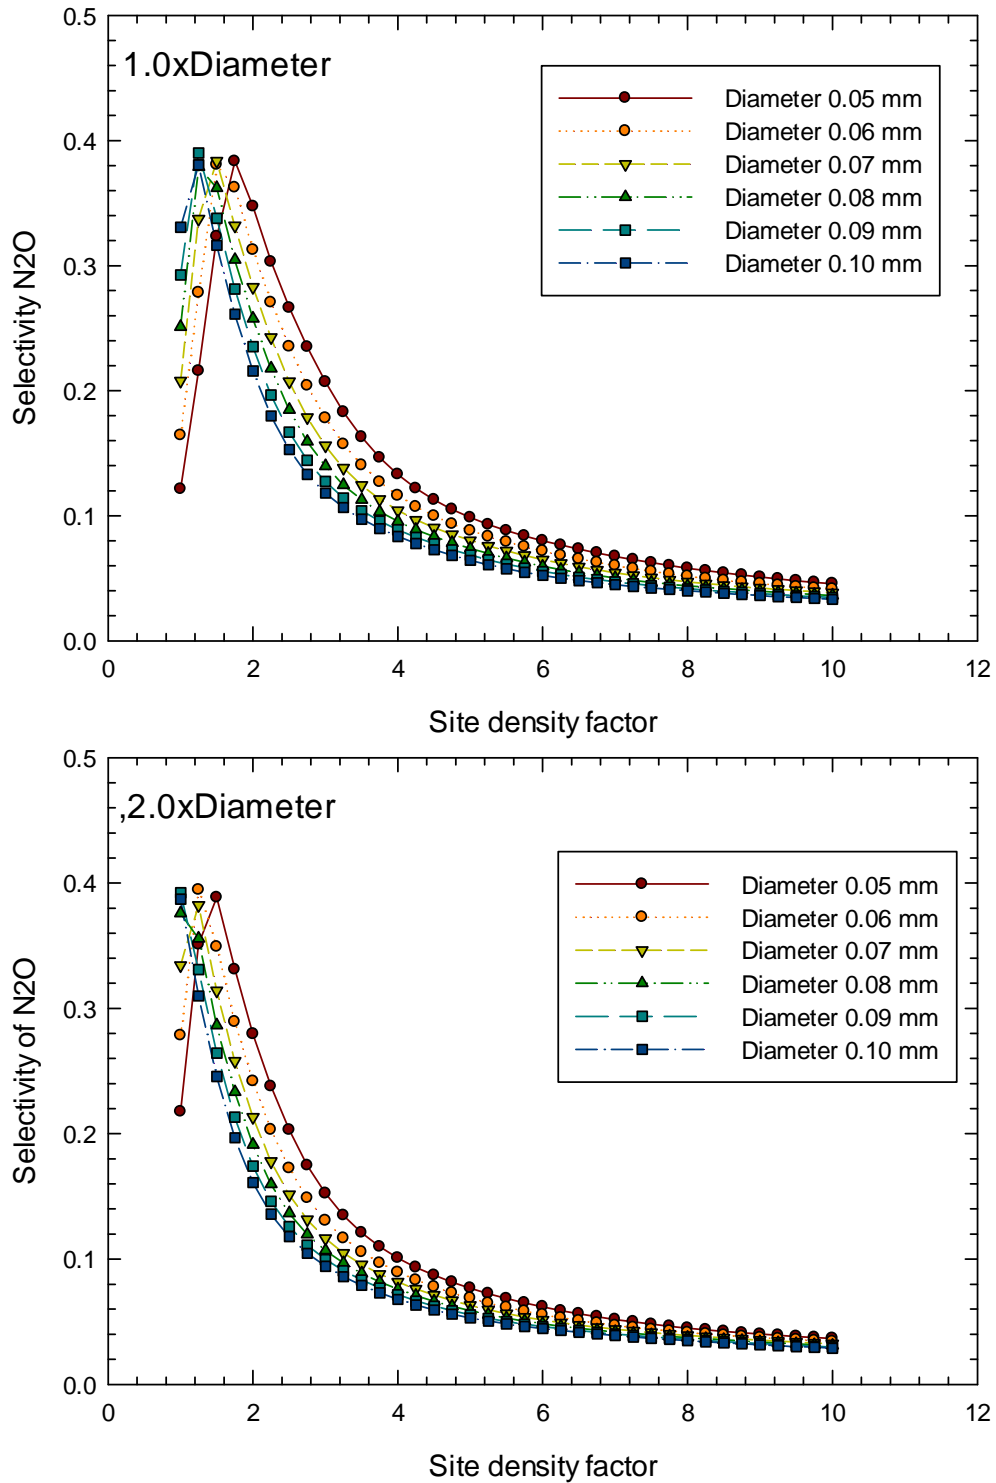 0.5
1.0xDiameter
Diameter 0.05 mm
Diameter 0.06 mm
Diameter 0.07 mm
Diameter 0.08 mm
Diameter 0.09 mm
Diameter 0.10 mm
0.4
0.3
0.2
0.1
0.0
Selectivity N2O
0 2 4 6 8 10 12
Site density factor
0.5
,2.0xDiameter
Diameter 0.05 mm
Diameter 0.06 mm
Diameter 0.07 mm
Diameter 0.08 mm
Diameter 0.09 mm
Diameter 0.10 mm
0.4
0.3
0.2
0.1
0.0
Selectivity of N2O
0 2 4 6 8 10 12
Site density factor